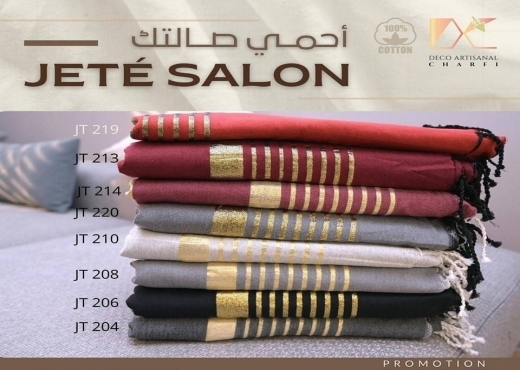 أحمي صالتك
JETÉ SALON
100%
COTTON
DECO ARTISANAL
CHARFI
JT 219
JT 213
JT 214
JT 220
JT 210
JT 208
JT 206
JT 204
PROMOTION